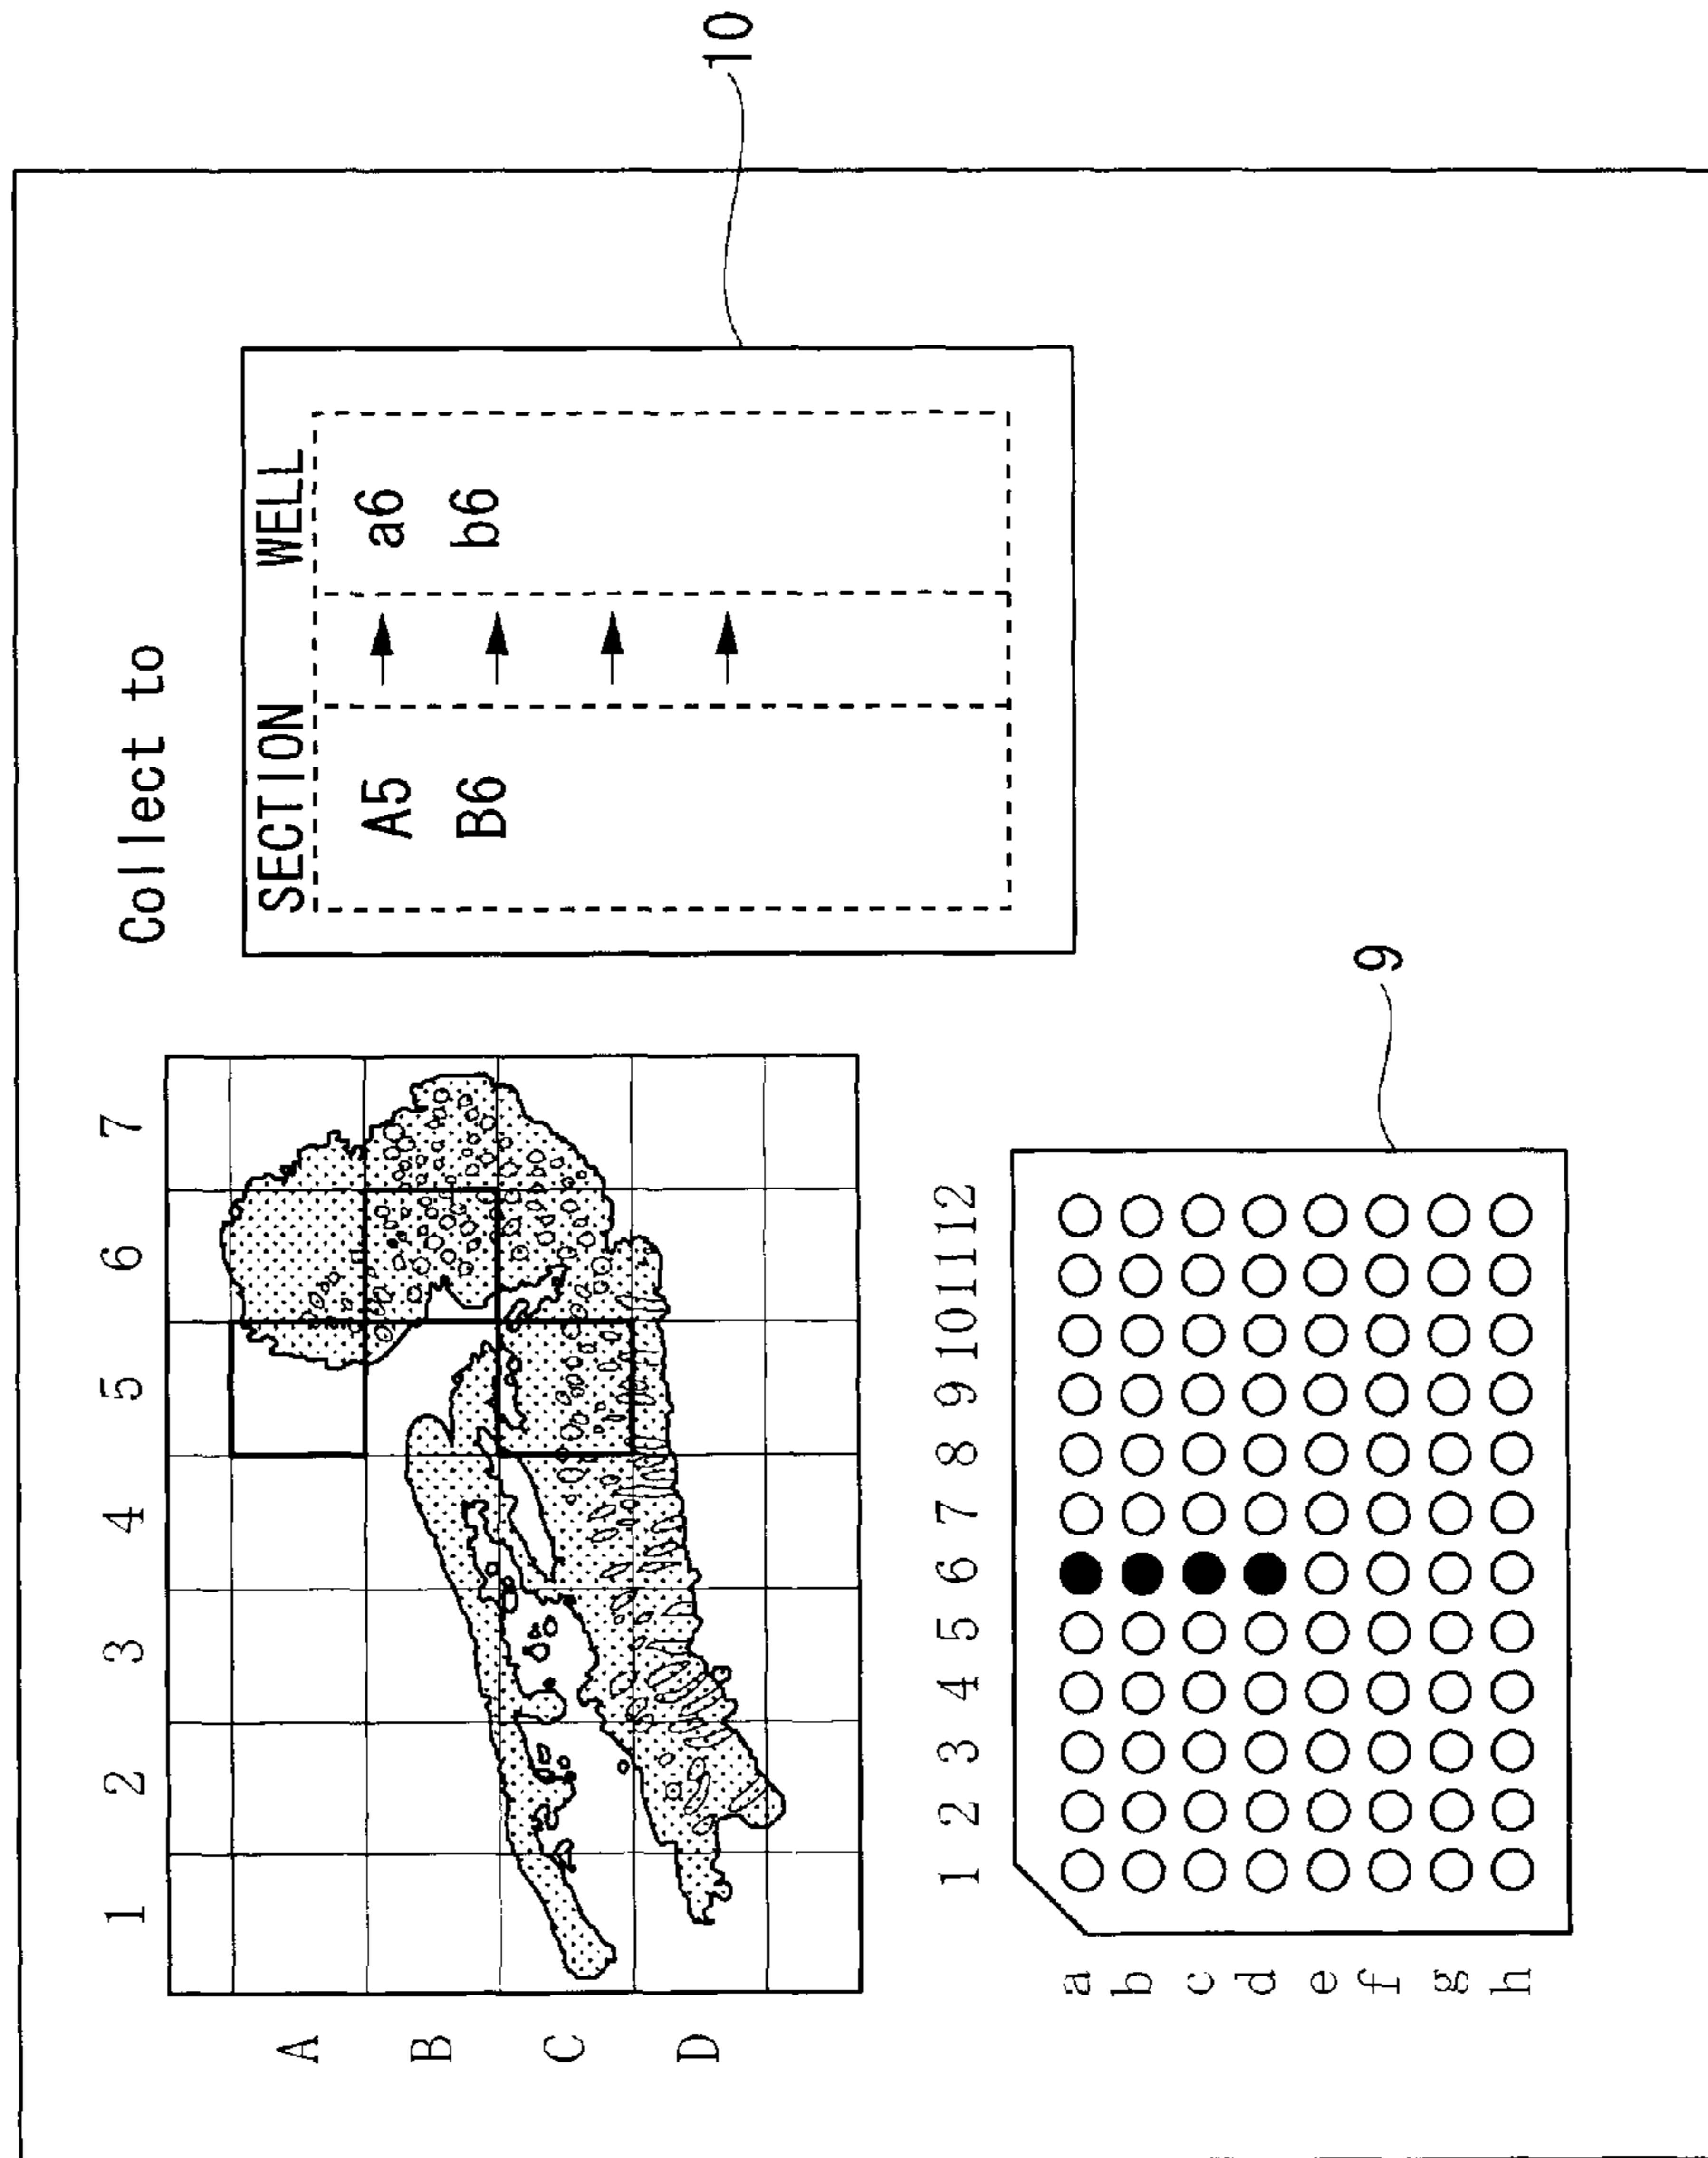 Collect to
1 2 3 4 5 6 7
A
B
C
D
SECTION WELL
A5 → a6
B6 → b6
→
→
10
1 2 3 4 5 6 7 8 9 10 11 12
a
b
c
d
e
f
g
h
9